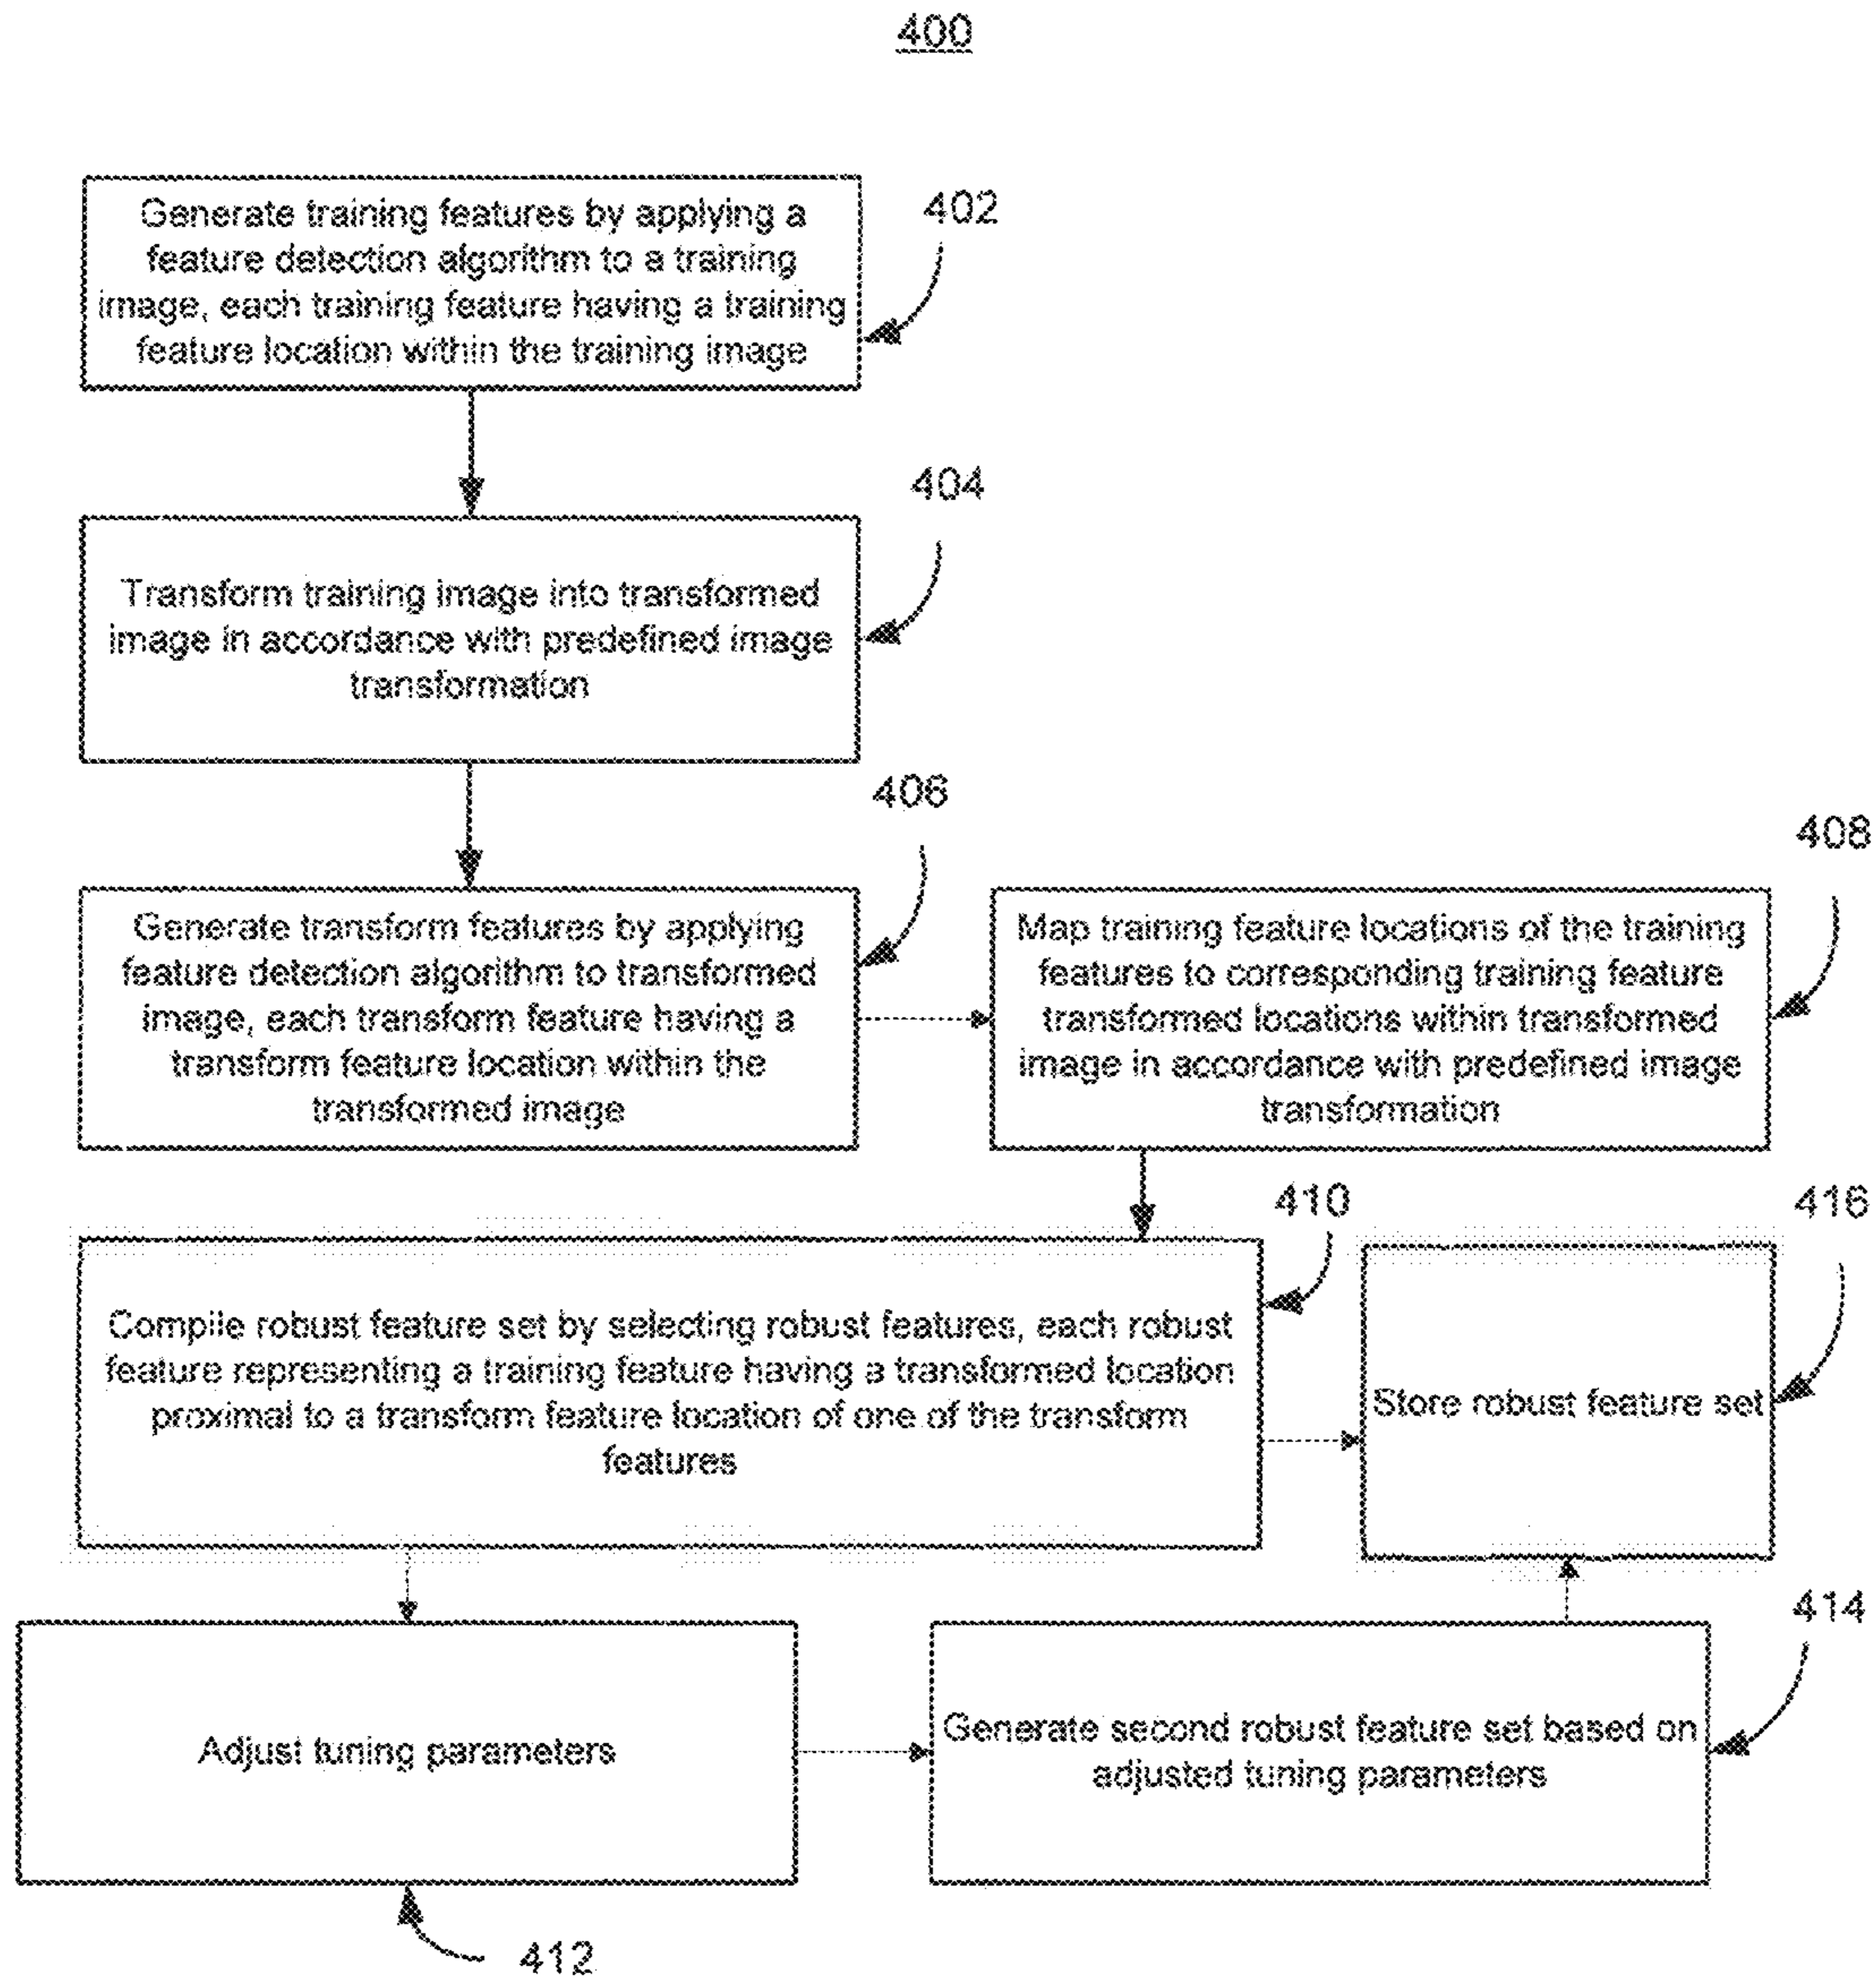 400
Generate training features by applying a
feature detection algorithm to a training
image, each training feature having a training
feature location within the training image
402
Transform training image into transformed
image in accordance with predefined image
transformation
404
Generate transform features by applying
feature detection algorithm to transformed
image, each transform feature having a
transform feature location within the
transformed image
406
Map training feature locations of the training
features to corresponding training feature
transformed locations within transformed
image in accordance with predefined image
transformation
408
Compile robust feature set by selecting robust features, each robust
feature representing a training feature having a transformed location
proximal to a transform feature location of one of the transform
features
410
Store robust feature set
416
Adjust tuning parameters
412
Generate second robust feature set based on
adjusted tuning parameters
414